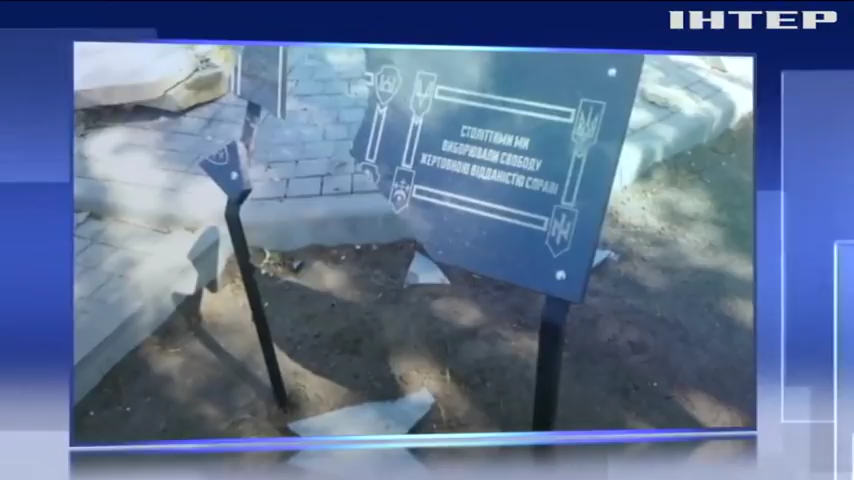 ІНТЕР
СТОЛІТТЯМИ МИ
ВИБОРЮВАЛИ СВОБОДУ
ЖЕРТОВНОЮ ВІДДАНІСТЮ СПРАВІ